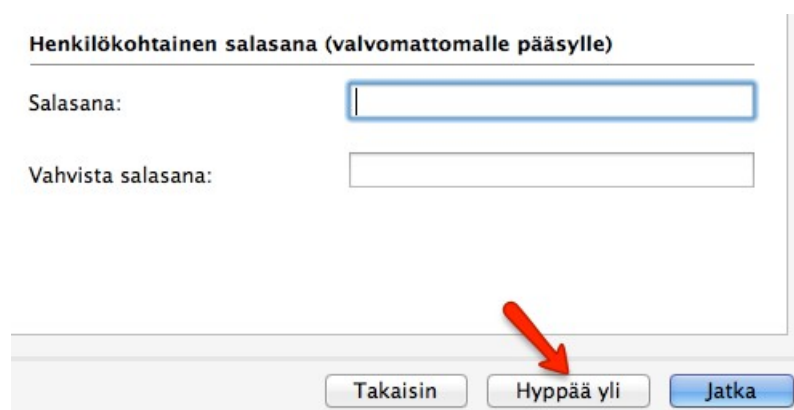 Henkilökohtainen salasana (valvomattomalle pääsylle)
Salasana:
Vahvista salasana:
Takaisin Hyppää yli Jatka